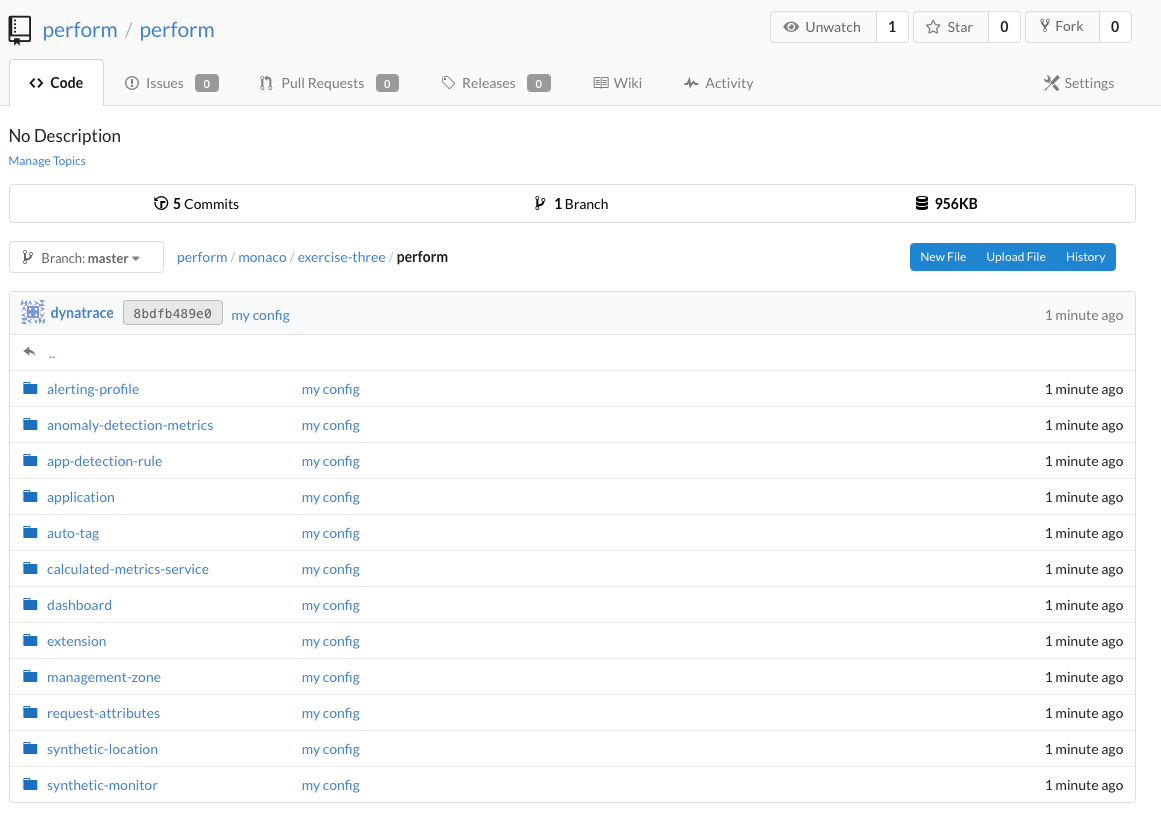 perform / perform Unwatch 1 Star 0 Fork 0
Code Issues 0 Pull Requests 0 Releases 0 Wiki Activity Settings
No Description
Manage Topics
5 Commits 1 Branch 956KB
Branch: master perform / monaco / exercise-three / perform New File Upload File History
dynatrace 8bdfb489e0 my config 1 minute ago
..
alerting-profile my config 1 minute ago
anomaly-detection-metrics my config 1 minute ago
app-detection-rule my config 1 minute ago
application my config 1 minute ago
auto-tag my config 1 minute ago
calculated-metrics-service my config 1 minute ago
dashboard my config 1 minute ago
extension my config 1 minute ago
management-zone my config 1 minute ago
request-attributes my config 1 minute ago
synthetic-location my config 1 minute ago
synthetic-monitor my config 1 minute ago